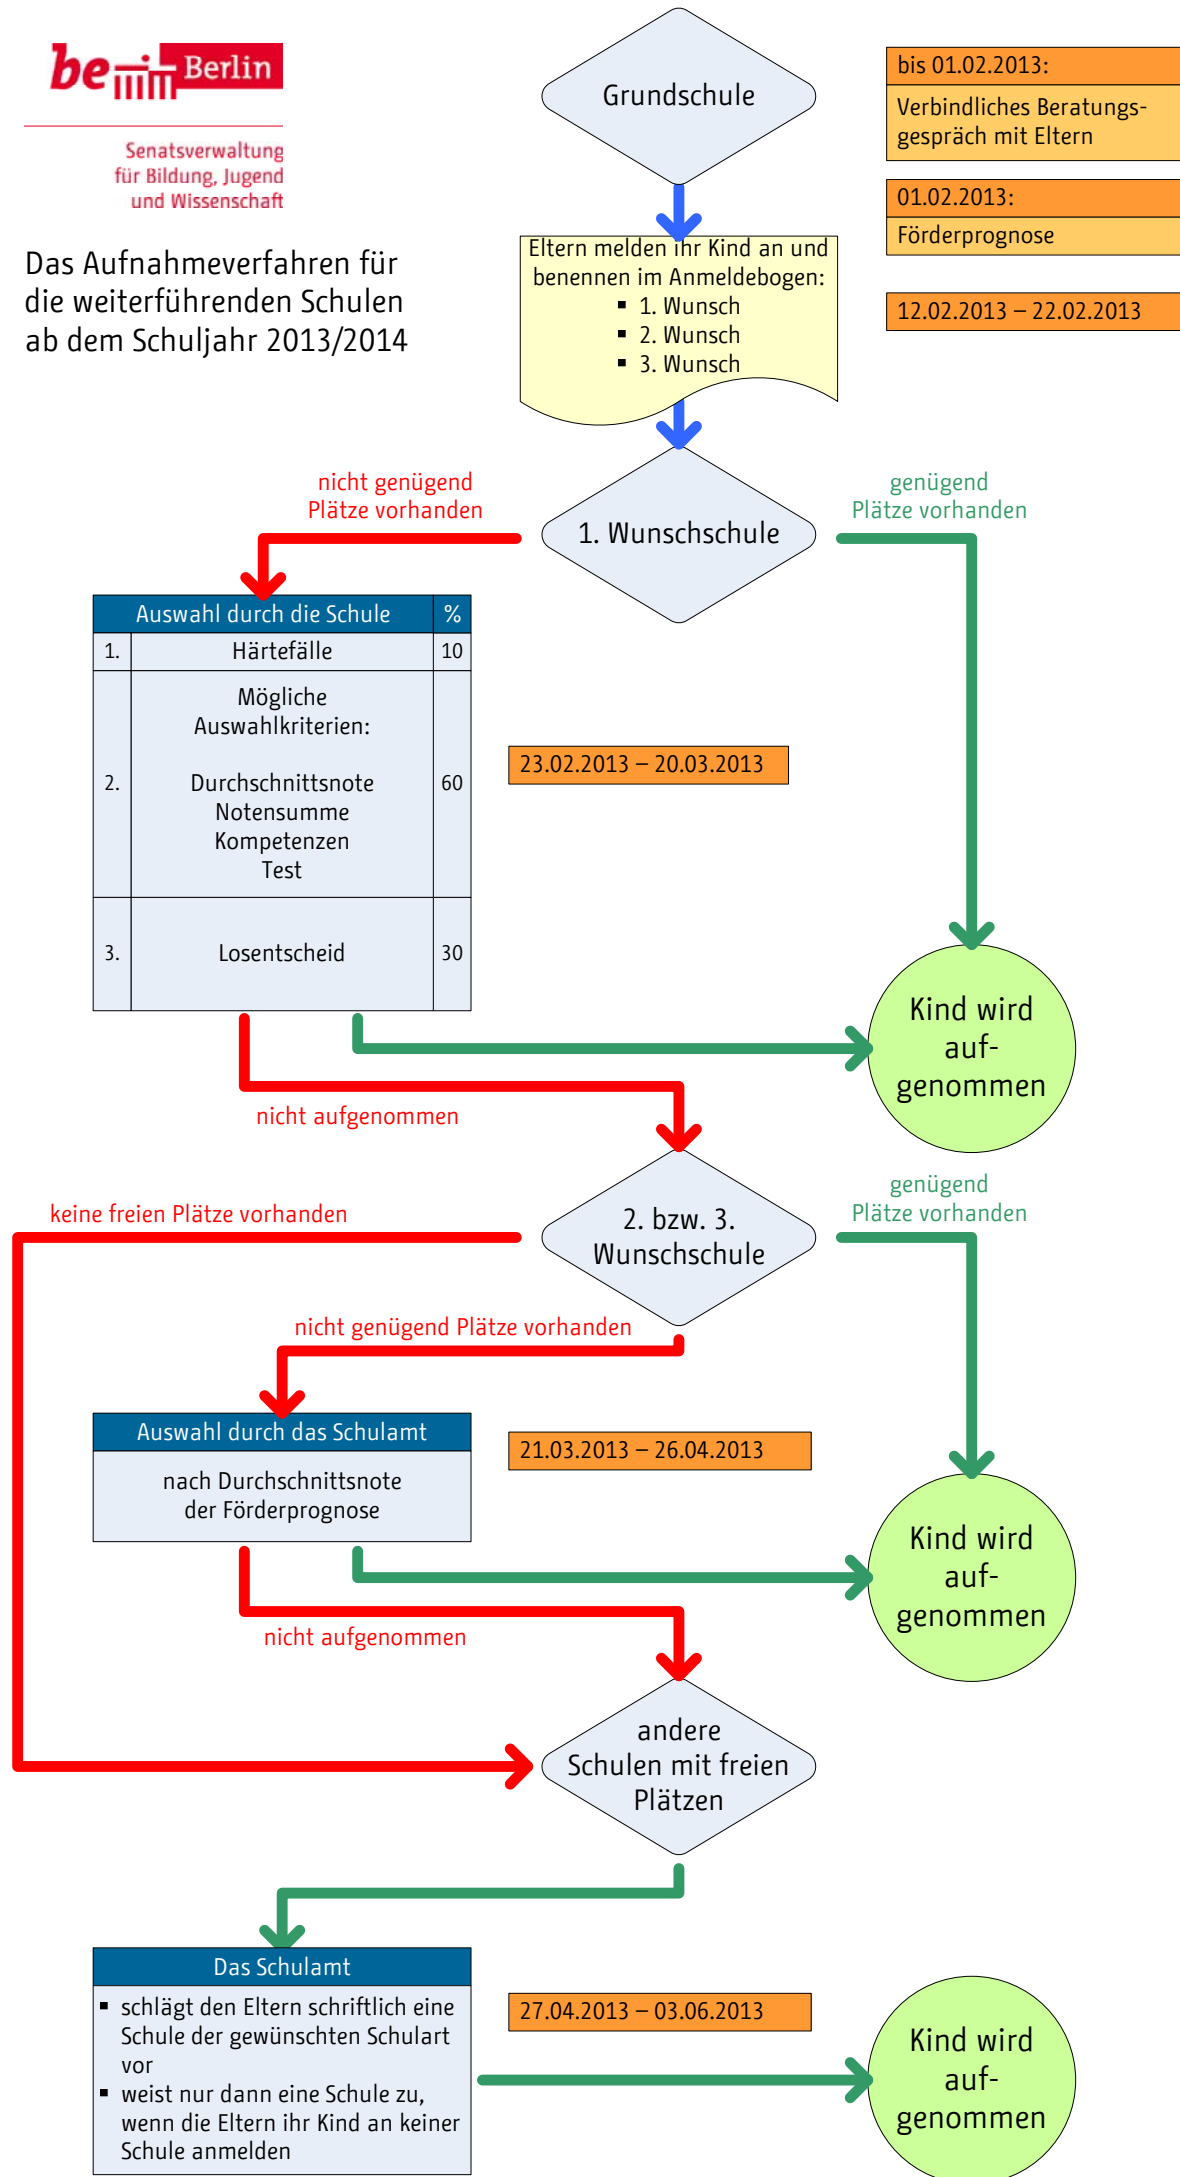 be Berlin
Senatsverwaltung
für Bildung, Jugend
und Wissenschaft
Das Aufnahmeverfahren für
die weiterführenden Schulen
ab dem Schuljahr 2013/2014
Grundschule
bis 01.02.2013:
Verbindliches Beratungs-
gespräch mit Eltern
01.02.2013:
Förderprognose
12.02.2013 – 22.02.2013
Eltern melden ihr Kind an und
benennen im Anmeldebogen:
▪ 1. Wunsch
▪ 2. Wunsch
▪ 3. Wunsch
nicht genügend
Plätze vorhanden
1. Wunschschule
genügend
Plätze vorhanden
Auswahl durch die Schule %
1. Härtefälle 10
Mögliche
Auswahlkriterien:
2. Durchschnittsnote 60
Notensumme
Kompetenzen
Test
3. Losentscheid 30
23.02.2013 – 20.03.2013
Kind wird
auf-
genommen
nicht aufgenommen
keine freien Plätze vorhanden
2. bzw. 3.
Wunschschule
genügend
Plätze vorhanden
nicht genügend Plätze vorhanden
Auswahl durch das Schulamt
nach Durchschnittsnote
der Förderprognose
21.03.2013 – 26.04.2013
Kind wird
auf-
genommen
nicht aufgenommen
andere
Schulen mit freien
Plätzen
Das Schulamt
▪ schlägt den Eltern schriftlich eine
Schule der gewünschten Schulart
vor
▪ weist nur dann eine Schule zu,
wenn die Eltern ihr Kind an keiner
Schule anmelden
27.04.2013 – 03.06.2013
Kind wird
auf-
genommen